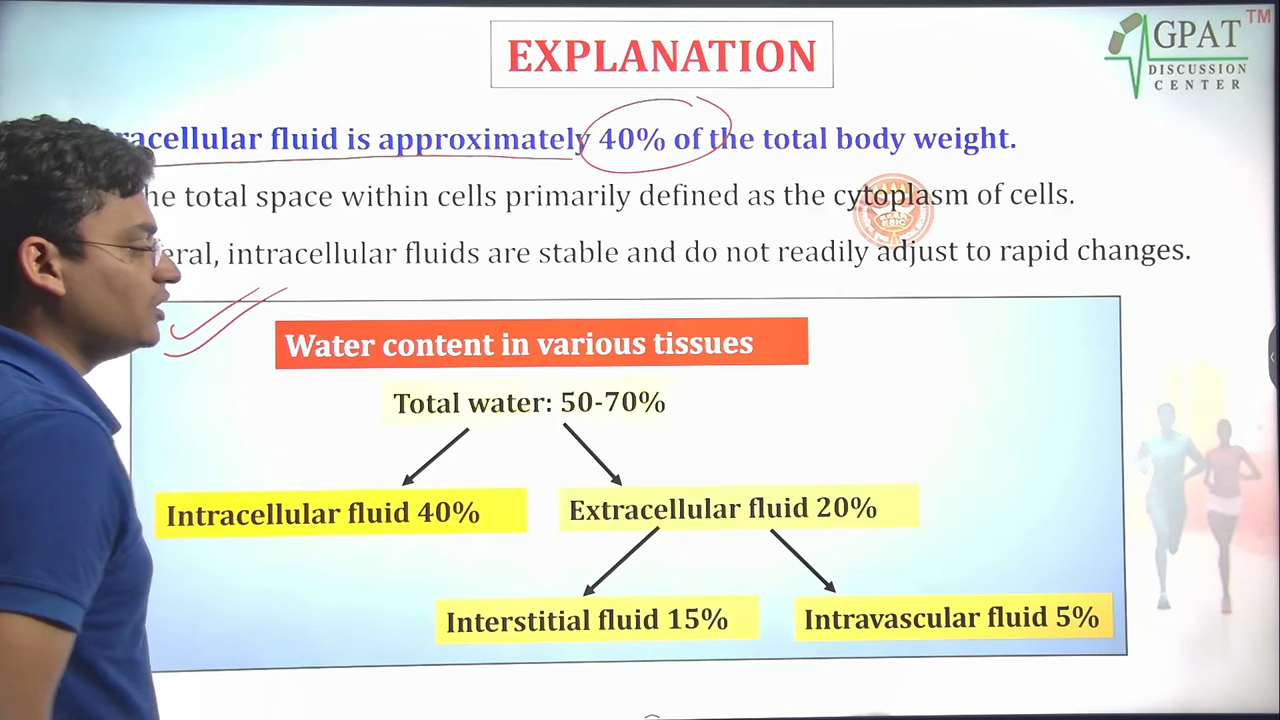 EXPLANATION
TM
GPAT
DISCUSSION
CENTER
racellular fluid is approximately 40% of the total body weight.
he total space within cells primarily defined as the cytoplasm of cells.
eral, intracellular fluids are stable and do not readily adjust to rapid changes.
Water content in various tissues
Total water: 50-70%
Intracellular fluid 40%
Extracellular fluid 20%
Interstitial fluid 15%
Intravascular fluid 5%